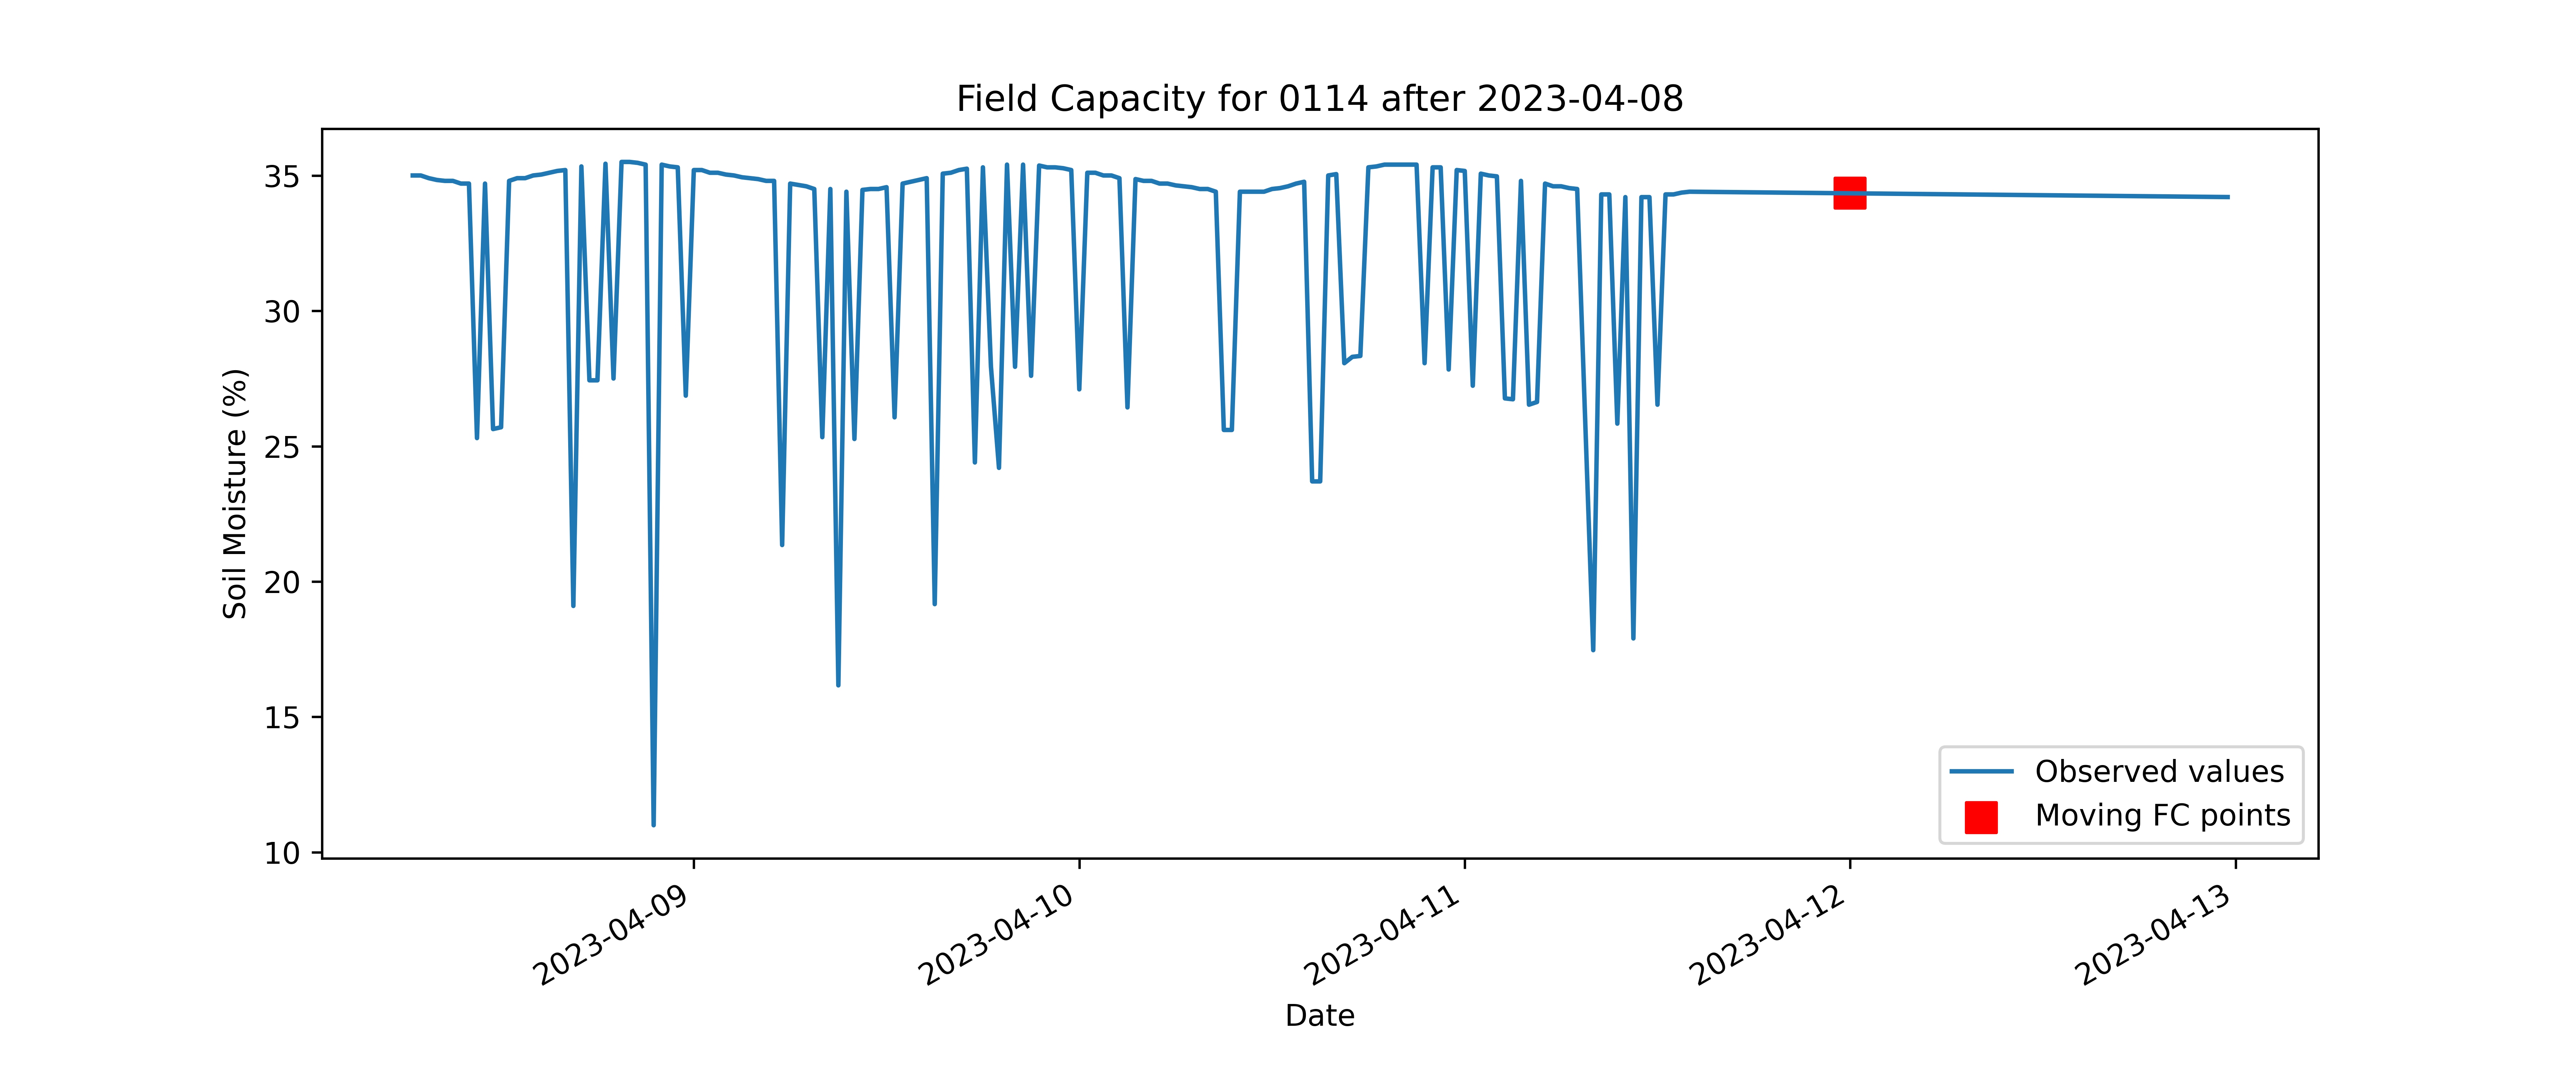 Field Capacity for 0114 after 2023-04-08
Soil Moisture (%)
35
30
25
20
15
10
Observed values
Moving FC points
2023-04-09
2023-04-10
2023-04-11
2023-04-12
2023-04-13
Date